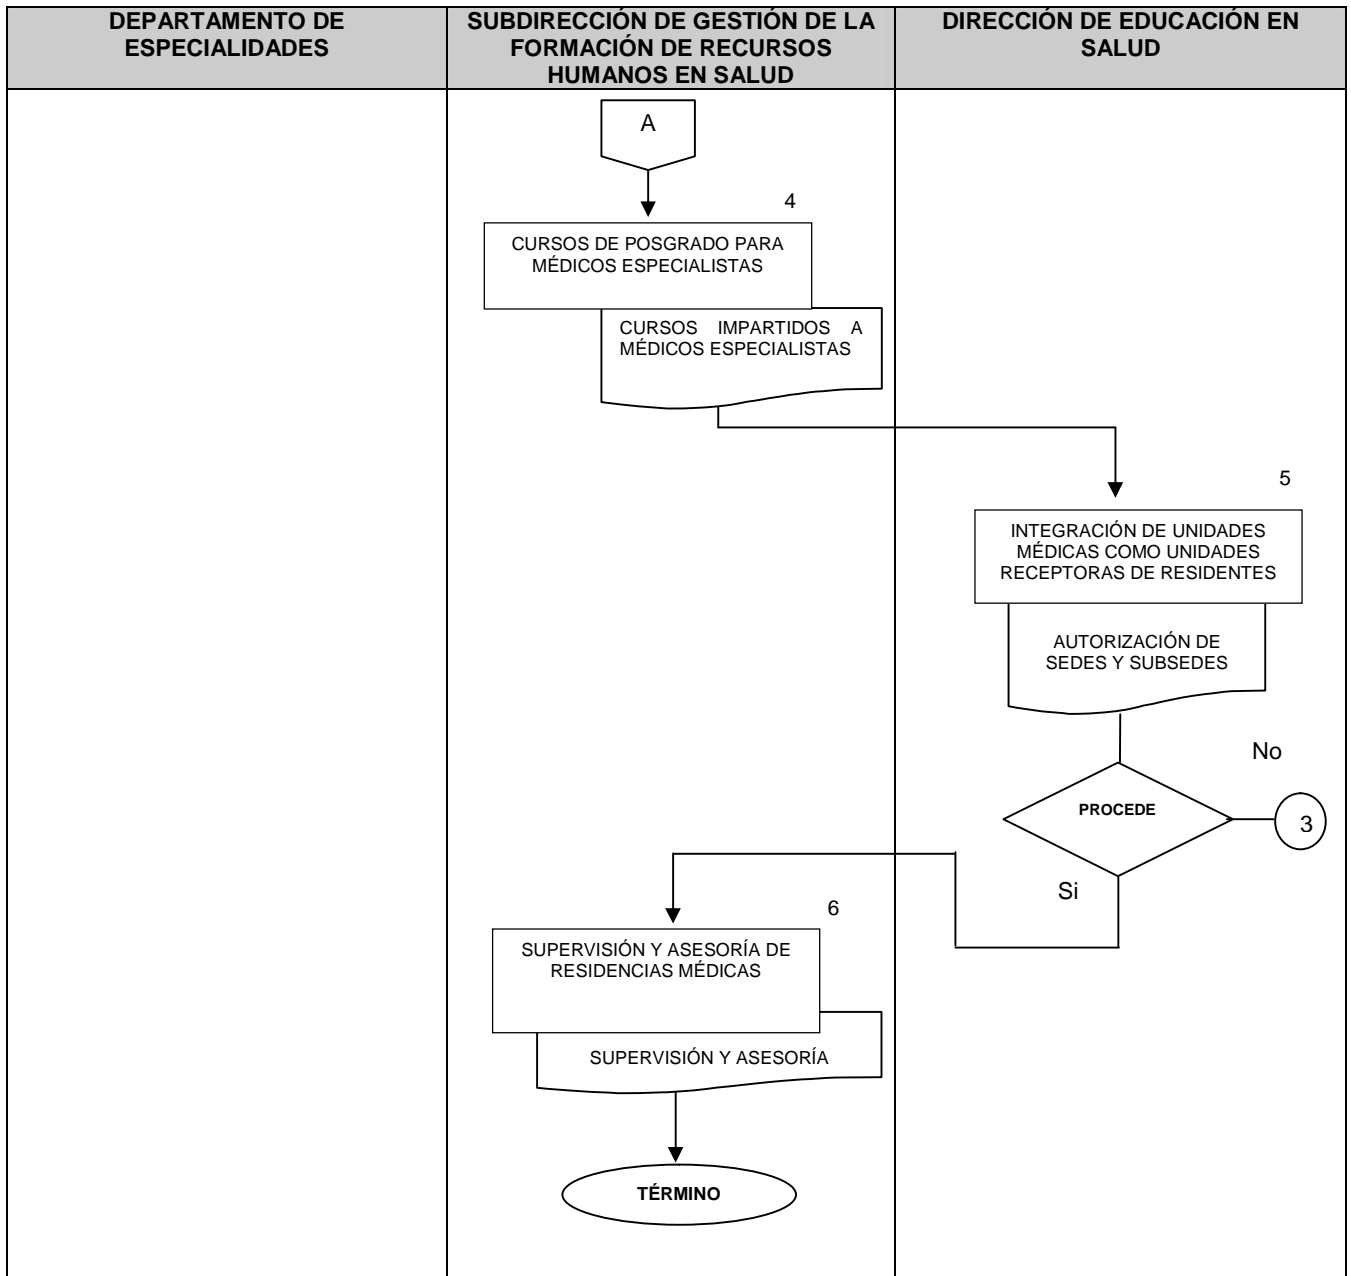 DEPARTAMENTO DE
ESPECIALIDADES
SUBDIRECCIÓN DE GESTIÓN DE LA
FORMACIÓN DE RECURSOS
HUMANOS EN SALUD
DIRECCIÓN DE EDUCACIÓN EN
SALUD
A
4
CURSOS DE POSGRADO PARA
MÉDICOS ESPECIALISTAS
CURSOS IMPARTIDOS A
MÉDICOS ESPECIALISTAS
5
INTEGRACIÓN DE UNIDADES
MÉDICAS COMO UNIDADES
RECEPTORAS DE RESIDENTES
AUTORIZACIÓN DE
SEDES Y SUBSEDES
No
PROCEDE
3
Si
6
SUPERVISIÓN Y ASESORÍA DE
RESIDENCIAS MÉDICAS
SUPERVISIÓN Y ASESORÍA
TÉRMINO